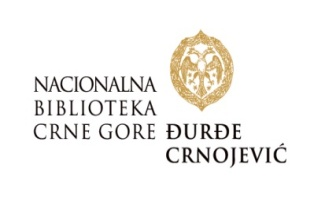 NACIONALNA
BIBLIOTEKA
CRNE GORE ĐURĐE
CRNOJEVIĆ